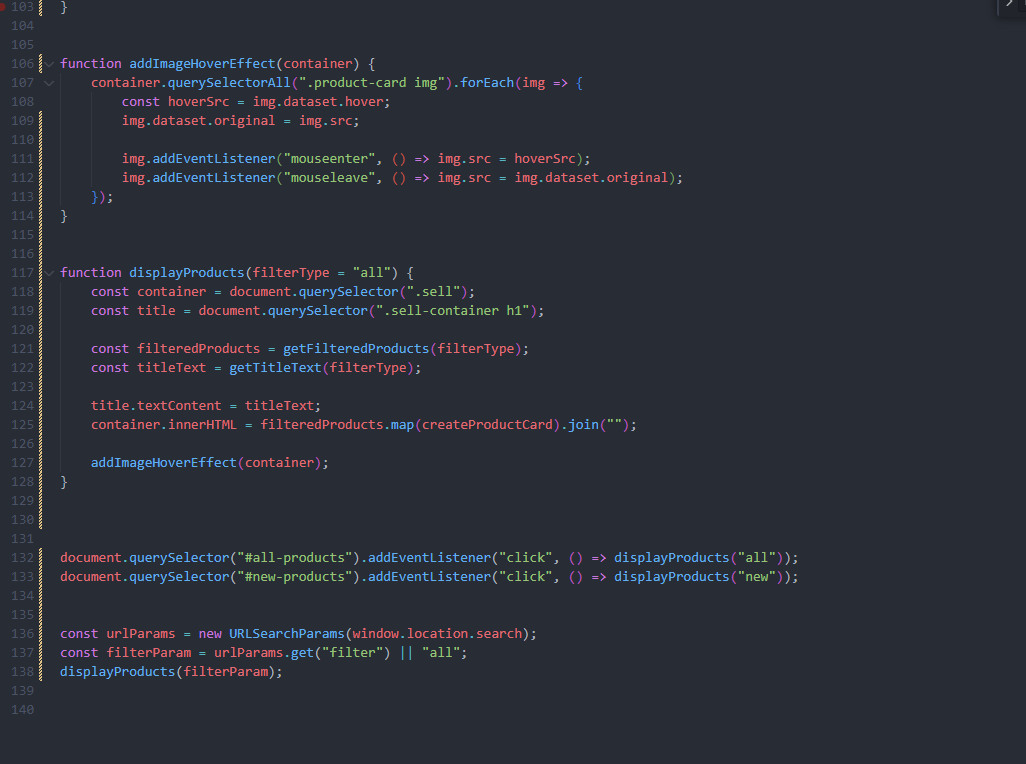 103 }
104
105
106 function addImageHoverEffect(container) {
107     container.querySelectorAll(".product-card img").forEach(img => {
108         const hoverSrc = img.dataset.hover;
109         img.dataset.original = img.src;
110
111         img.addEventListener("mouseenter", () => img.src = hoverSrc);
112         img.addEventListener("mouseleave", () => img.src = img.dataset.original);
113     });
114 }
115
116
117 function displayProducts(filterType = "all") {
118     const container = document.querySelector(".sell");
119     const title = document.querySelector(".sell-container h1");
120
121     const filteredProducts = getFilteredProducts(filterType);
122     const titleText = getTitleText(filterType);
123
124     title.textContent = titleText;
125     container.innerHTML = filteredProducts.map(createProductCard).join("");
126
127     addImageHoverEffect(container);
128 }
129
130
131
132 document.querySelector("#all-products").addEventListener("click", () => displayProducts("all"));
133 document.querySelector("#new-products").addEventListener("click", () => displayProducts("new"));
134
135
136 const urlParams = new URLSearchParams(window.location.search);
137 const filterParam = urlParams.get("filter") || "all";
138 displayProducts(filterParam);
139
140